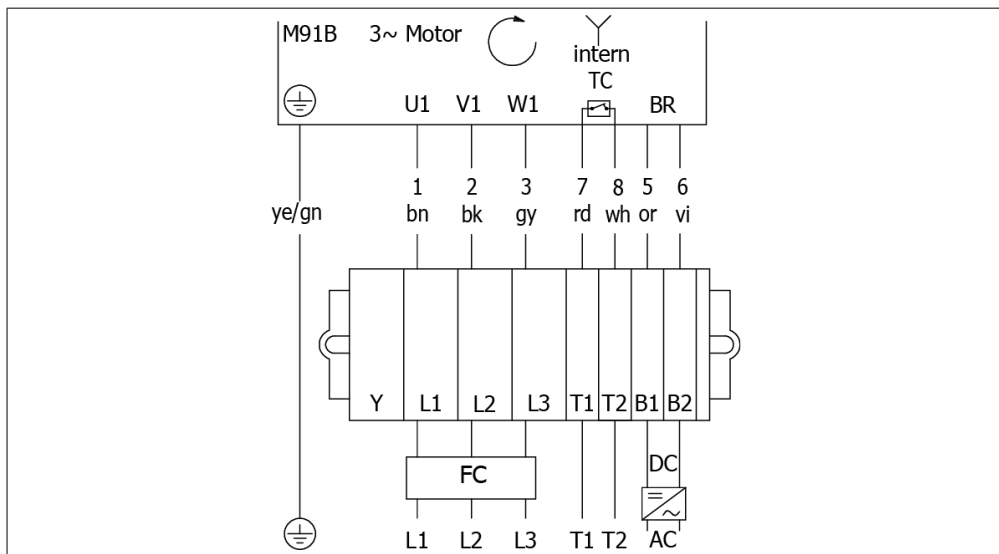 M91B 3~ Motor
intern
TC
U1 V1 W1 BR
1 2 3 7 8 5 6
ye/gn bn bk gy rd wh or vi
Y L1 L2 L3 T1 T2 B1 B2
FC DC
L1 L2 L3 T1 T2 AC